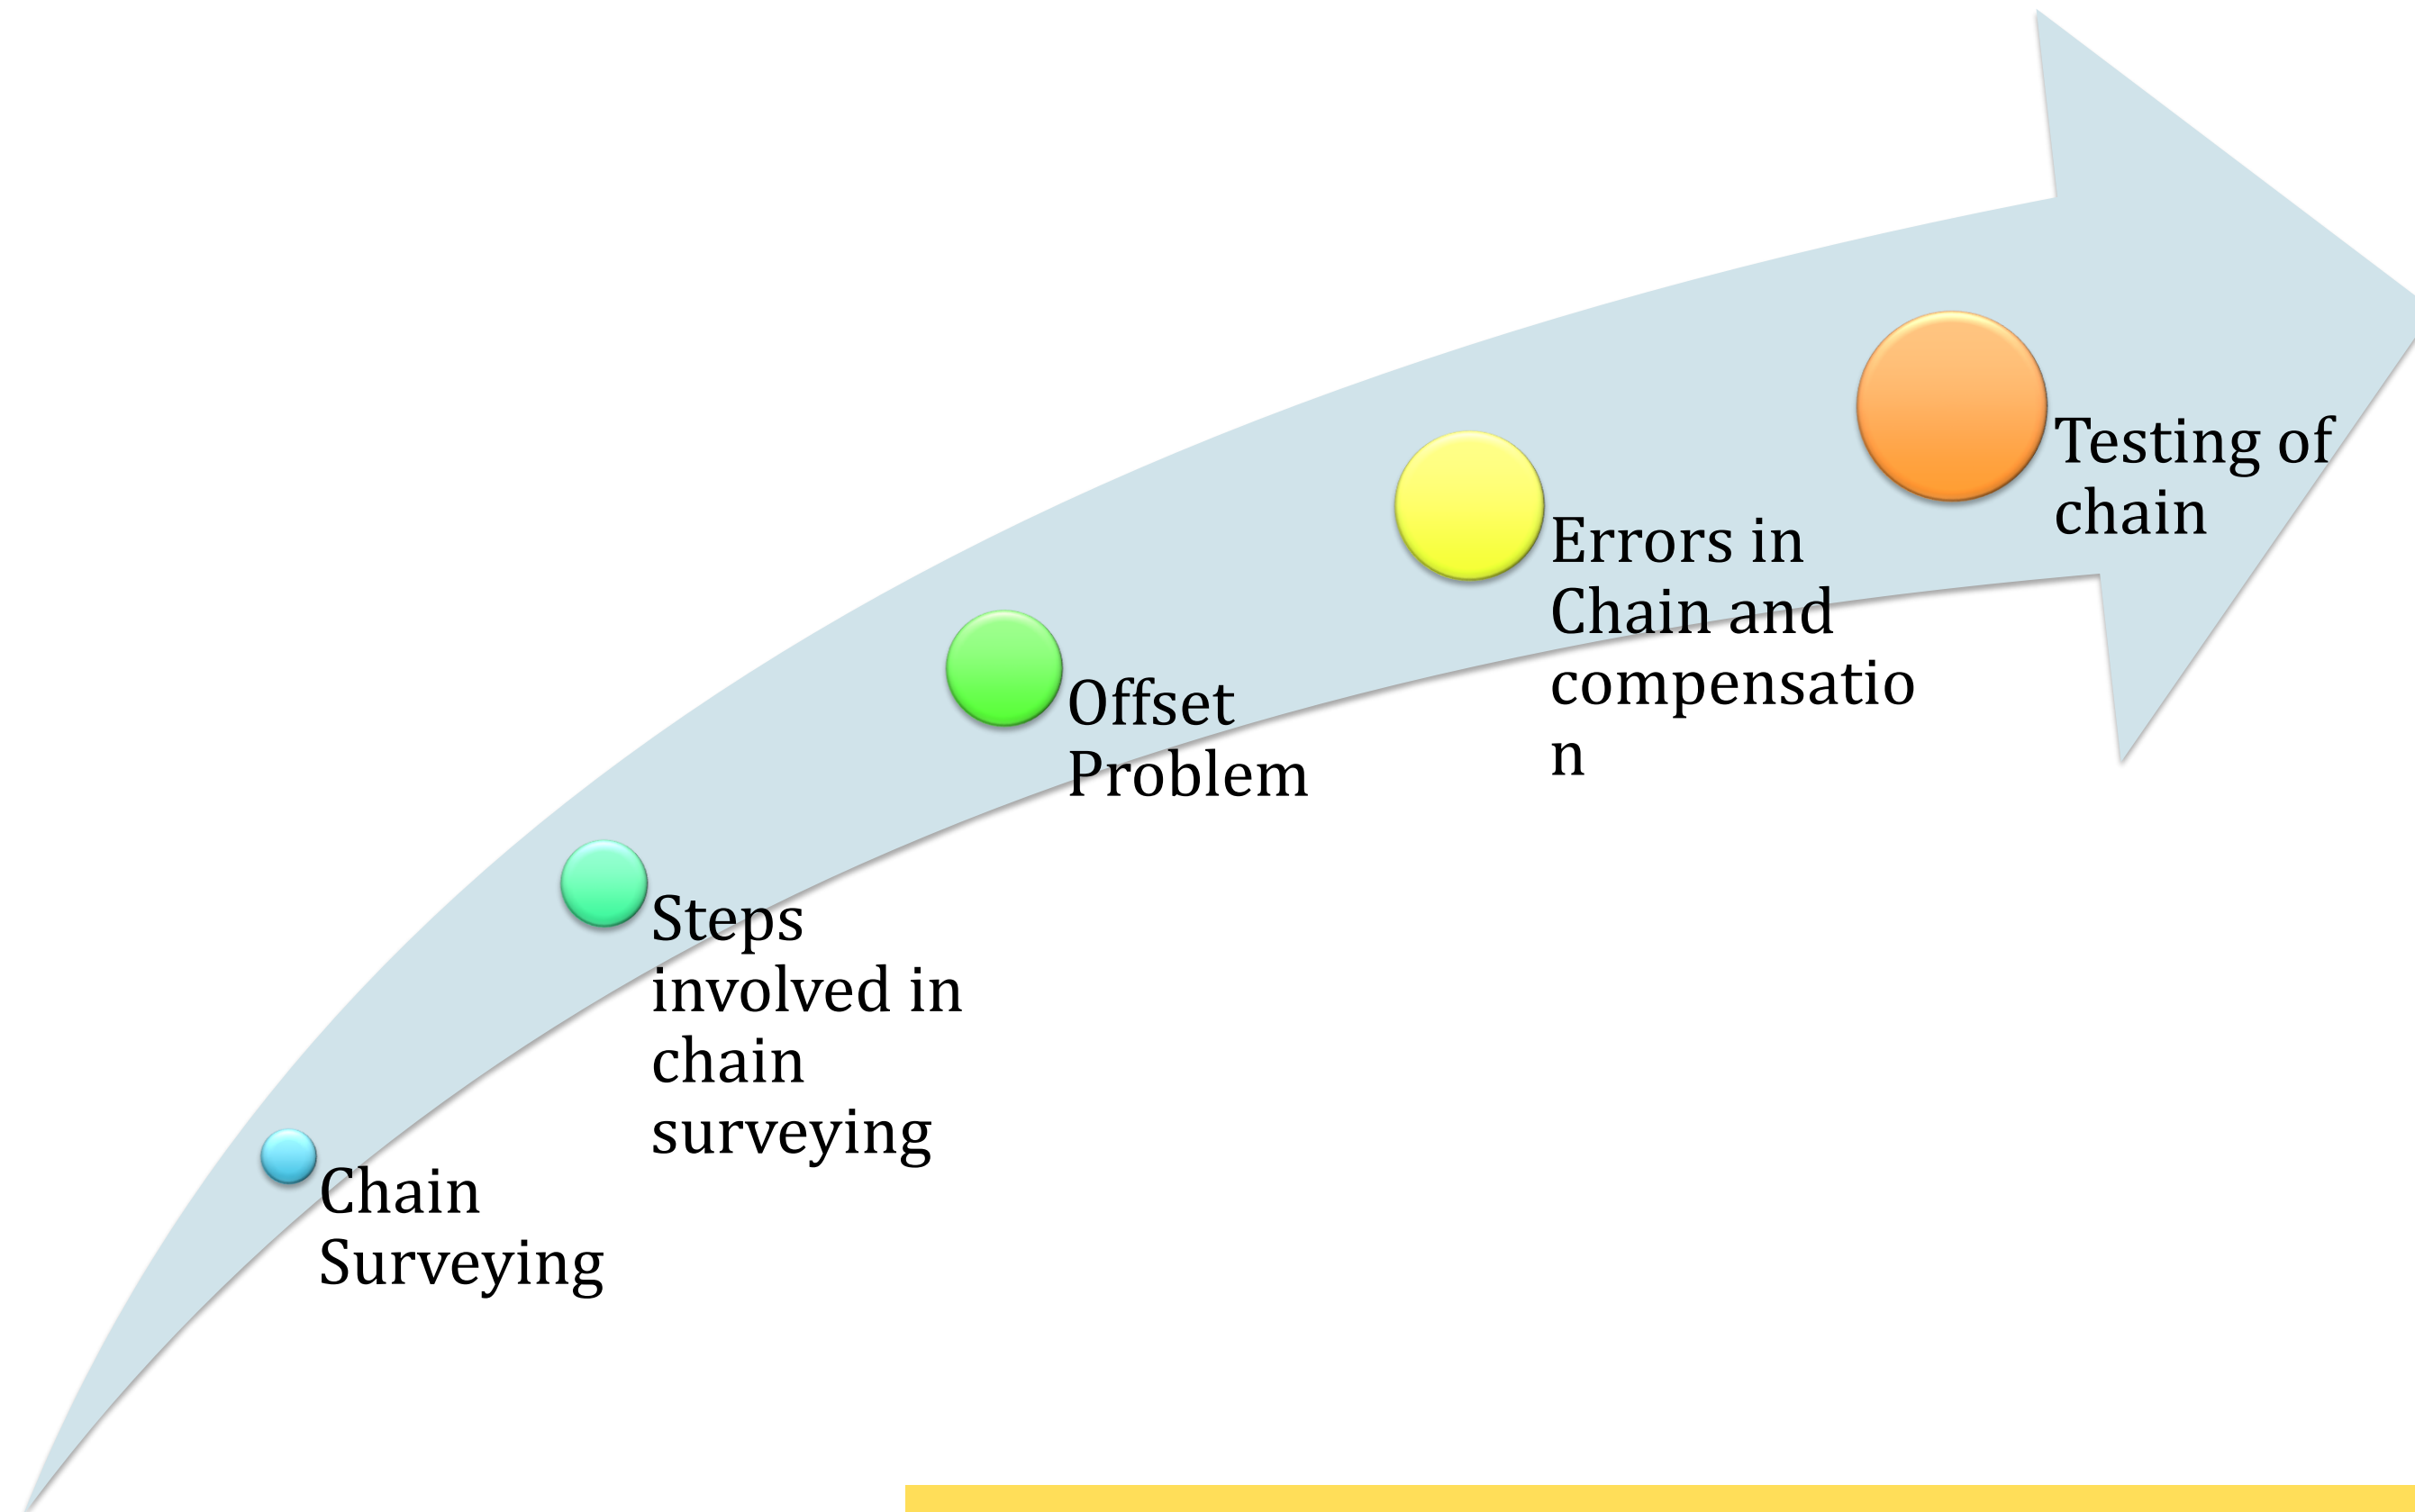 Chain
Surveying
Steps
involved in
chain
surveying
Offset
Problem
Errors in
Chain and
compensatio
n
Testing of
chain